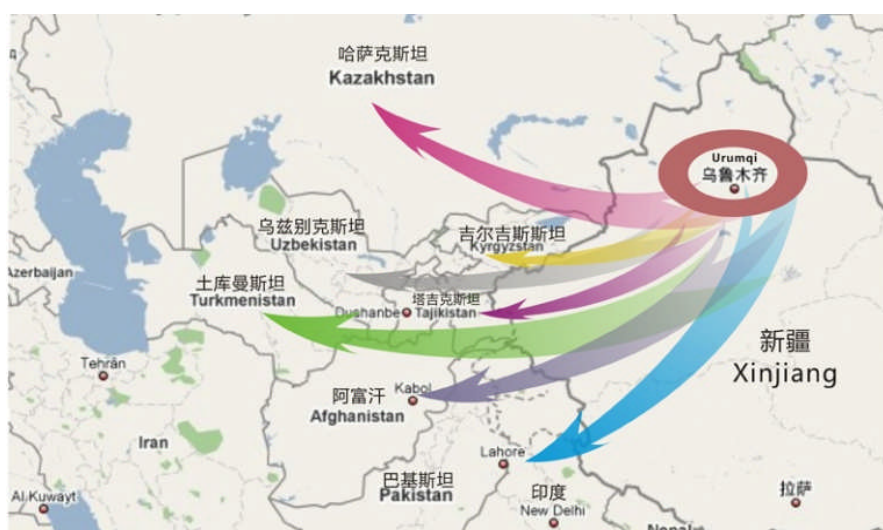 哈萨克斯坦
Kazakhstan
Urumqi
乌鲁木齐
乌兹别克斯坦
Uzbekistan
吉尔吉斯斯坦
Kyrgyzstan
Azerbaijan
土库曼斯坦
Turkmenistan
塔吉克斯坦
Dushanbe
Tajikistan
新疆
Xinjiang
Tehrān
阿富汗
Kabol
Afghanistan
Iran
Lahore
巴基斯坦
Pakistan
印度
New Delhi
拉萨
Al Kuwayt
Nepal